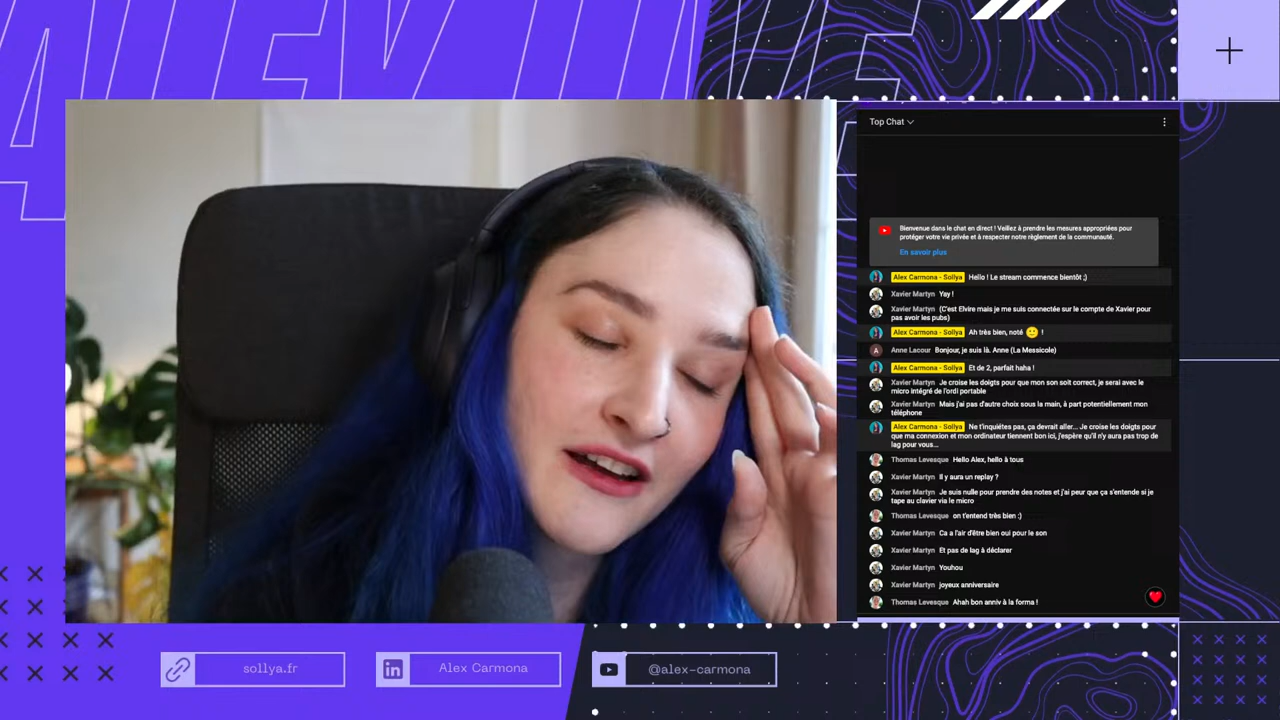 ALEX LIVE
Top Chat
Bienvenue dans le chat en direct ! Veillez à prendre les mesures appropriées pour
protéger votre vie privée et à respecter notre règlement de la communauté.
En savoir plus
Alex Carmona - Sollya Hello ! Le stream commence bientôt ;)
Xavier Martyn Yay !
Xavier Martyn (C'est Elvire mais je me suis connectée sur le compte de Xavier pour
pas avoir les pubs)
Alex Carmona - Sollya Ah très bien, noté 🙂 !
A Anne Lacour Bonjour, je suis là. Anne (La Messicole)
Alex Carmona - Sollya Et de 2, parfait haha !
Xavier Martyn Je croise les doigts pour que mon son soit correct, je serai avec le
micro intégré de l'ordi portable
Xavier Martyn Mais j'ai pas d'autre choix sous la main, à part potentiellement mon
téléphone
Alex Carmona - Sollya Ne t'inquiétes pas, ça devrait aller... Je croise les doigts pour
que ma connexion et mon ordinateur tiennent bon ici, j'espère qu'il n'y aura pas trop de
lag pour vous...
Thomas Levesque Hello Alex, hello à tous
Xavier Martyn Il y aura un replay ?
Xavier Martyn Je suis nulle pour prendre des notes et j'ai peur que ça s'entende si je
tape au clavier via le micro
Thomas Levesque on t'entend très bien :)
Xavier Martyn Ca a l'air d'être bien oui pour le son
Xavier Martyn Et pas de lag à déclarer
Xavier Martyn Youhou
Xavier Martyn joyeux anniversaire
Thomas Levesque Ahah bon anniv à la forma !
sollya.fr
in Alex Carmona
@alex-carmona